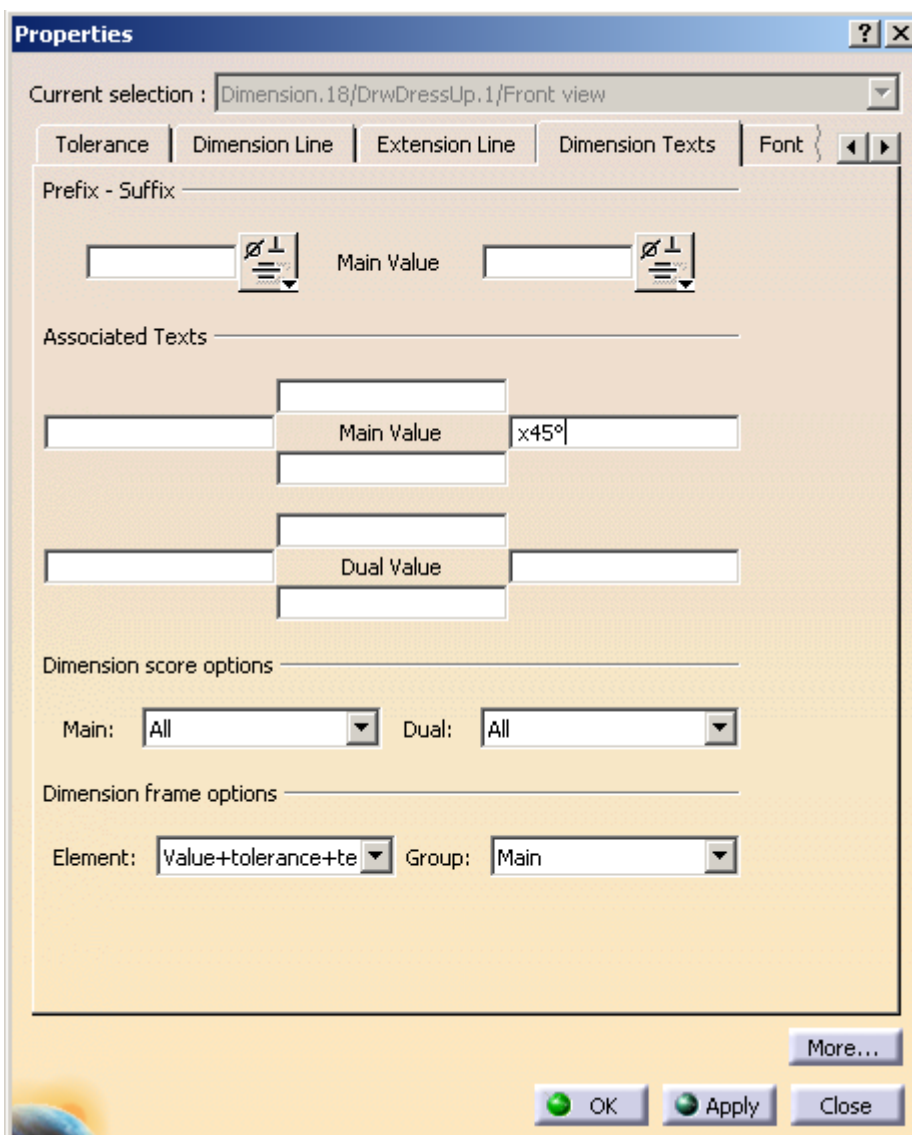 Properties
Current selection : Dimension.18/DrwDressUp.1/Front view
Tolerance Dimension Line Extension Line Dimension Texts Font
Prefix - Suffix
Main Value
Associated Texts
Main Value x45°
Dual Value
Dimension score options
Main: All Dual: All
Dimension frame options
Element: Value+tolerance+te Group: Main
More...
OK Apply Close